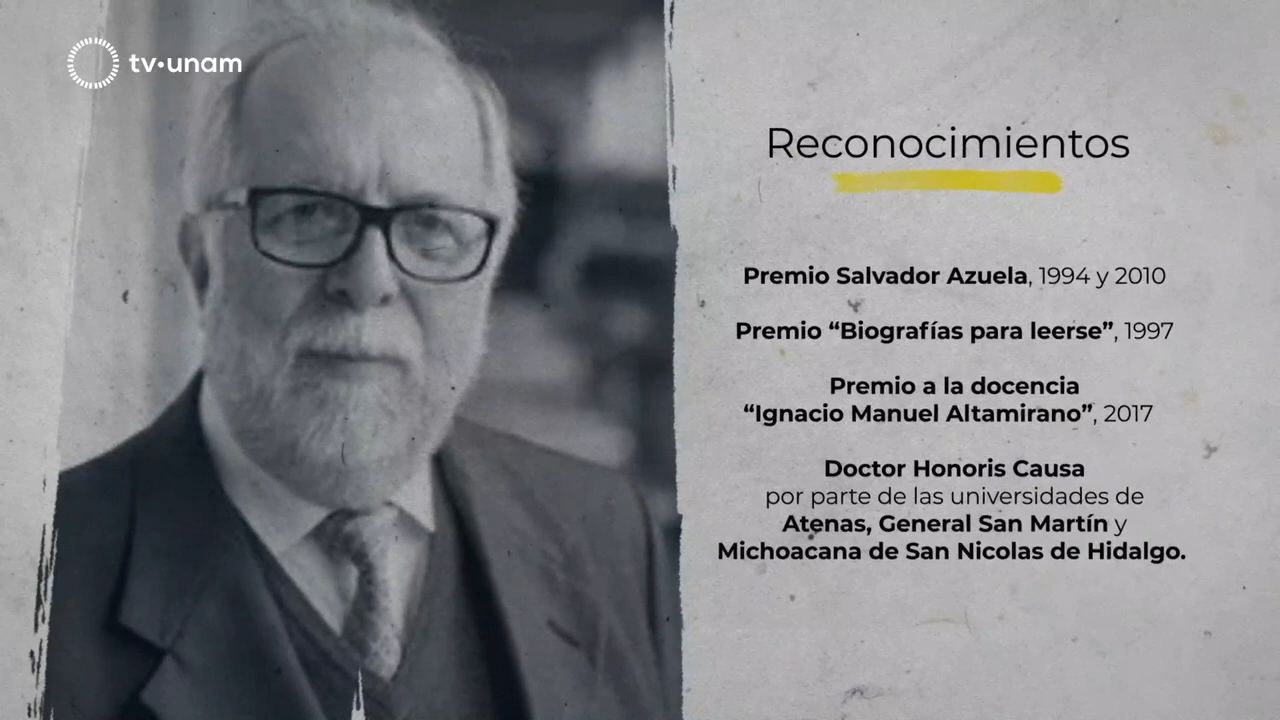 tv·unam
Reconocimientos
Premio Salvador Azuela, 1994 y 2010
Premio “Biografías para leerse”, 1997
Premio a la docencia
“Ignacio Manuel Altamirano”, 2017
Doctor Honoris Causa
por parte de las universidades de
Atenas, General San Martín y
Michoacana de San Nicolas de Hidalgo.